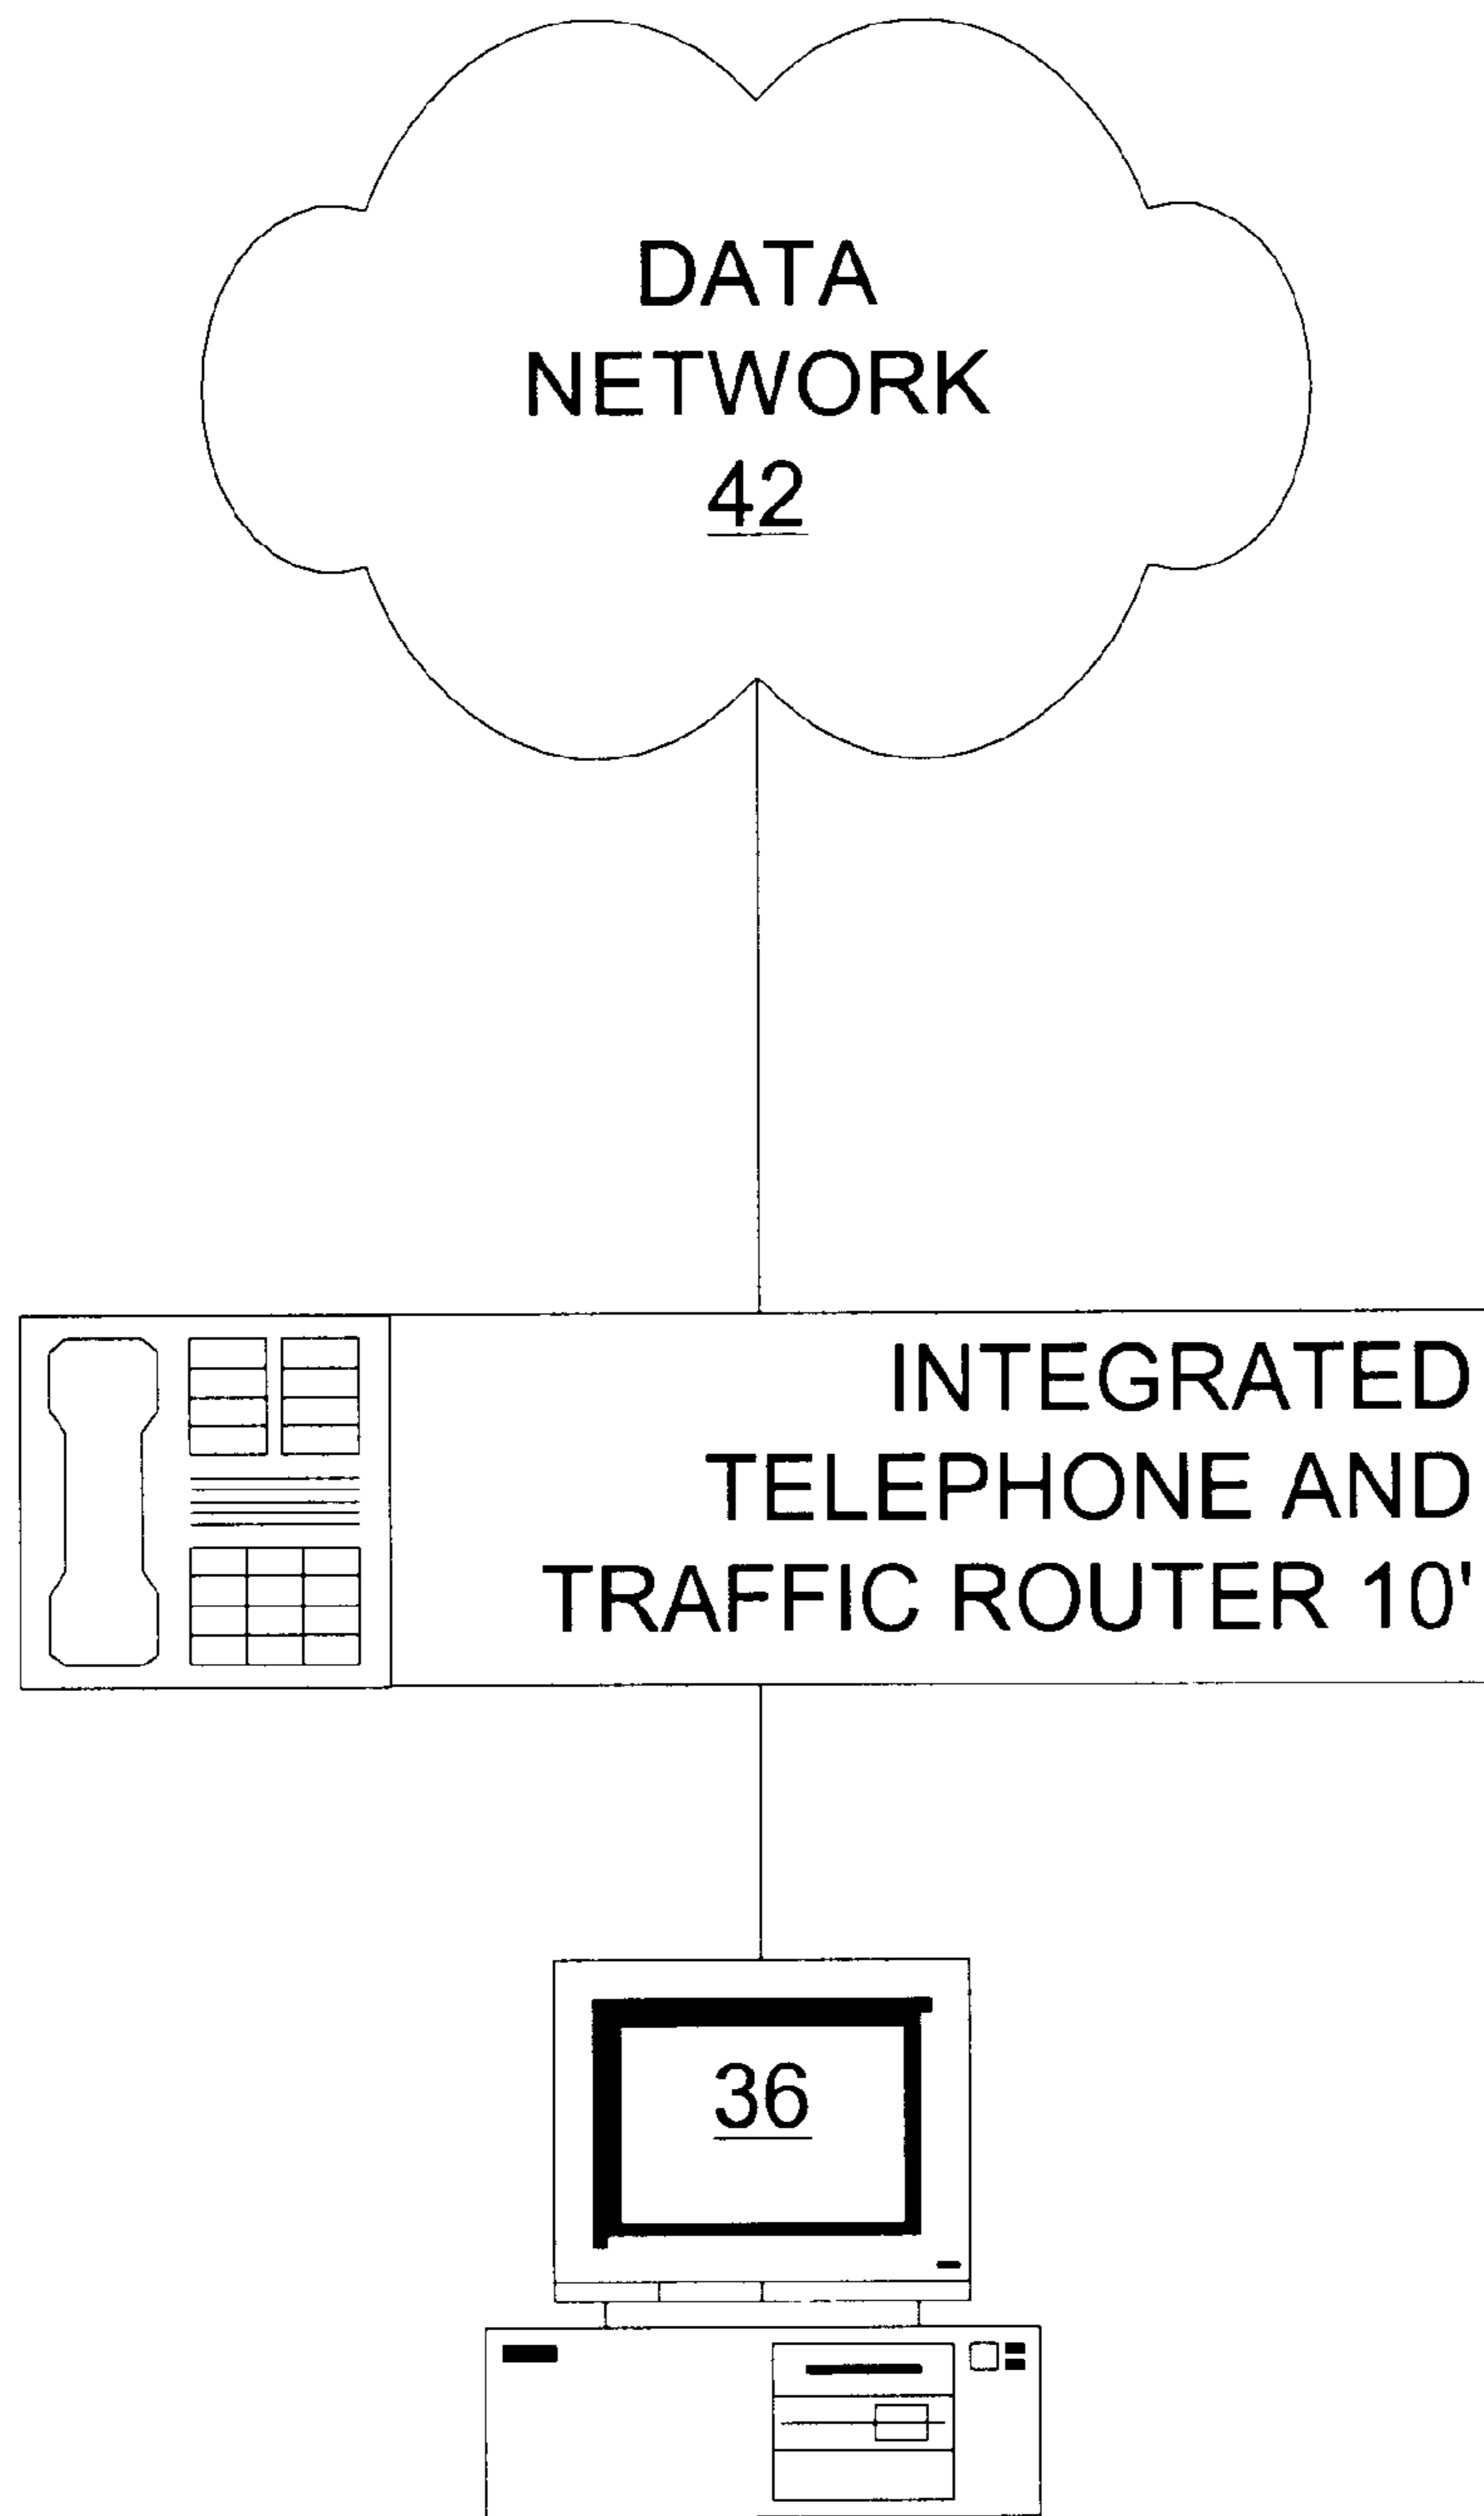 DATA
NETWORK
42
INTEGRATED
TELEPHONE AND
TRAFFIC ROUTER 10'
36